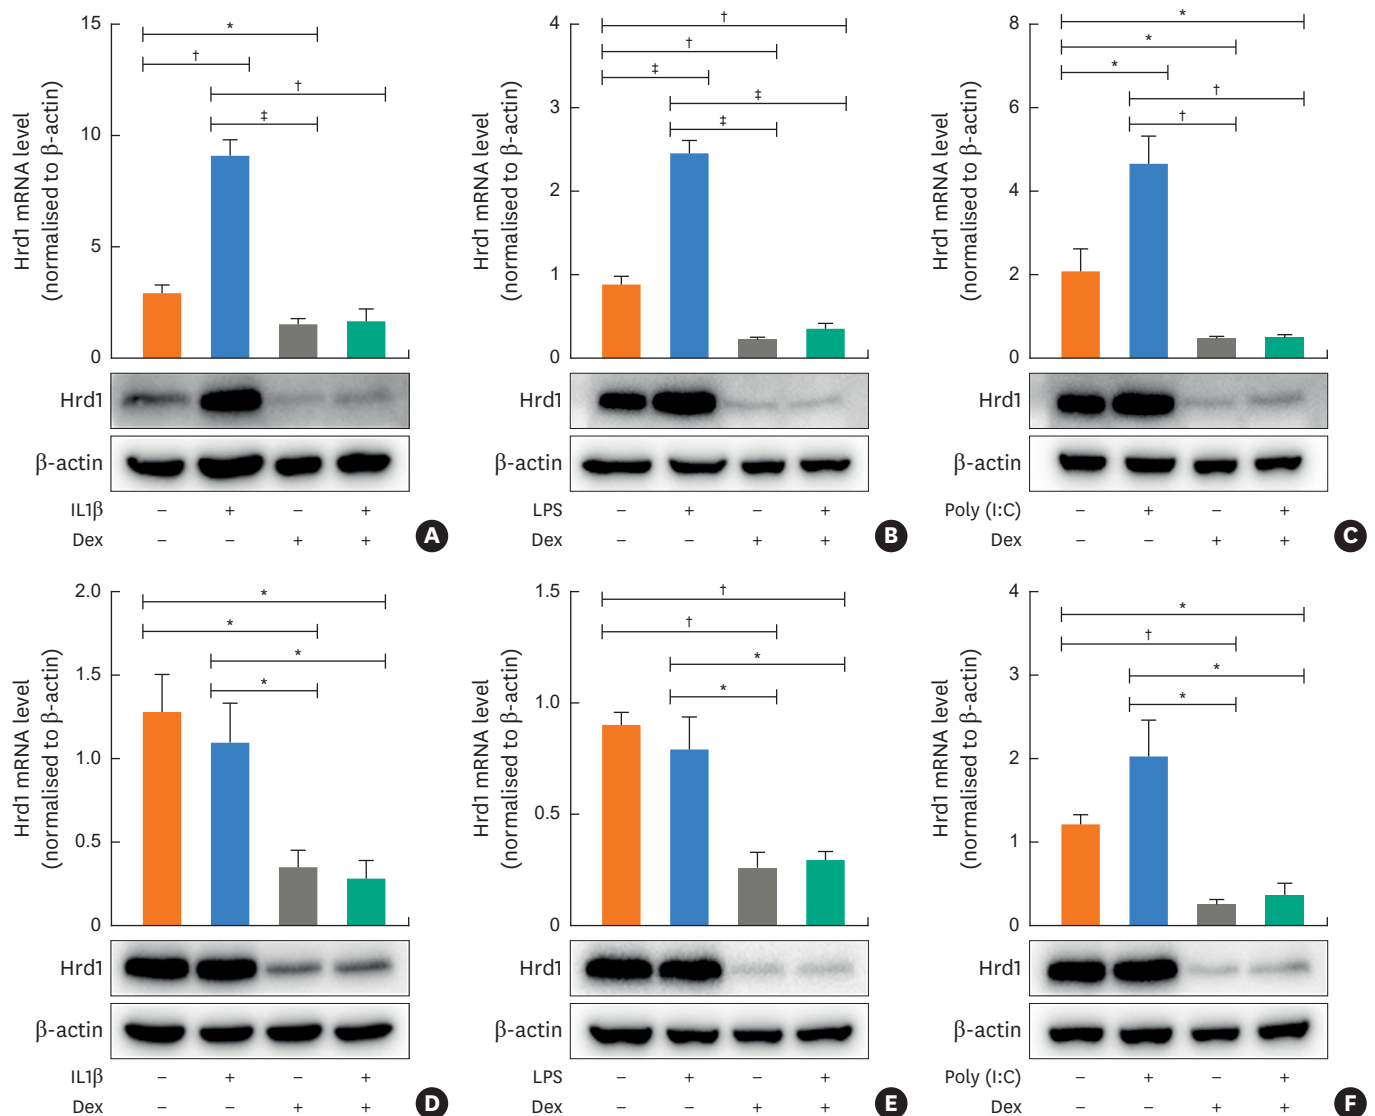 15
10
5
0
Hrd1 mRNA level
(normalised to β-actin)
*
†
†
‡
Hrd1
β-actin
IL1β – + – +
Dex – – + +
A
4
3
2
1
0
Hrd1 mRNA level
(normalised to β-actin)
†
†
‡
‡
‡
Hrd1
β-actin
LPS – + – +
Dex – – + +
B
8
6
4
2
0
Hrd1 mRNA level
(normalised to β-actin)
*
*
*
†
†
Hrd1
β-actin
Poly (I:C) – + – +
Dex – – + +
C
2.0
1.5
1.0
0.5
0
Hrd1 mRNA level
(normalised to β-actin)
*
*
*
*
Hrd1
β-actin
IL1β – + – +
Dex – – + +
D
1.5
1.0
0.5
0
Hrd1 mRNA level
(normalised to β-actin)
†
†
*
*
Hrd1
β-actin
LPS – + – +
Dex – – + +
E
4
3
2
1
0
Hrd1 mRNA level
(normalised to β-actin)
*
†
*
*
Hrd1
β-actin
Poly (I:C) – + – +
Dex – – + +
F